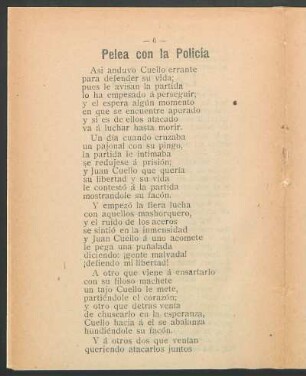 — 6 —
Pelea con la Policía
Así anduvo Cuello errante
para defender su vida;
pues le avisan la partida
lo ha empesado á perseguir;
y el espera algún momento
en que se encuentre apurado
y si es de ellos atacado
va á luchar hasta morir.
Un día cuando cruzaba
un pajonal con su pingo,
la partida le intimaba
se redujese á prisión;
y Juan Cuello que quería
su libertad y su vida
le contestó á la partida
mostrandole su facón.
Y empezó la fiera lucha
con aquellos mashorquero,
y el ruido de los aceros
se sintió en la inmensidad
y Juan Cuello á uno acomete
le pega una puñalada
diciendo: gente malvada!
¡defiendo mi libertad!
A otro que viene á ensartarlo
con su filoso machete
un tajo Cuello le mete,
partiéndole el corazón;
y otro que detrás venta
de chuscarlo en la esperanza,
Cuello hacia á él se abalanza
hundiéndole su facón.
Y á otros dos que venían
queriendo atacarlos juntos